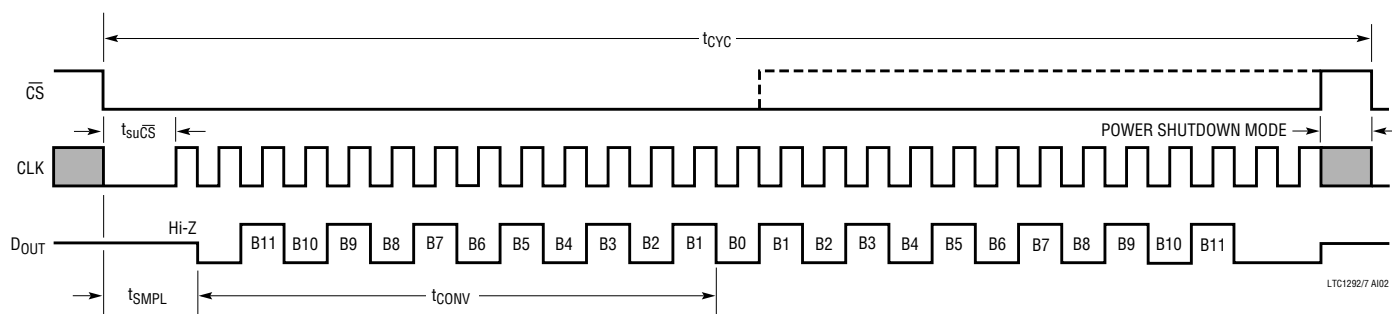 tCYC
CS
tsuCS
POWER SHUTDOWN MODE
CLK
Hi-Z
DOUT
B11 B10 B9 B8 B7 B6 B5 B4 B3 B2 B1 B0 B1 B2 B3 B4 B5 B6 B7 B8 B9 B10 B11
tSMPL
tCONV
LTC1292/7 AI02